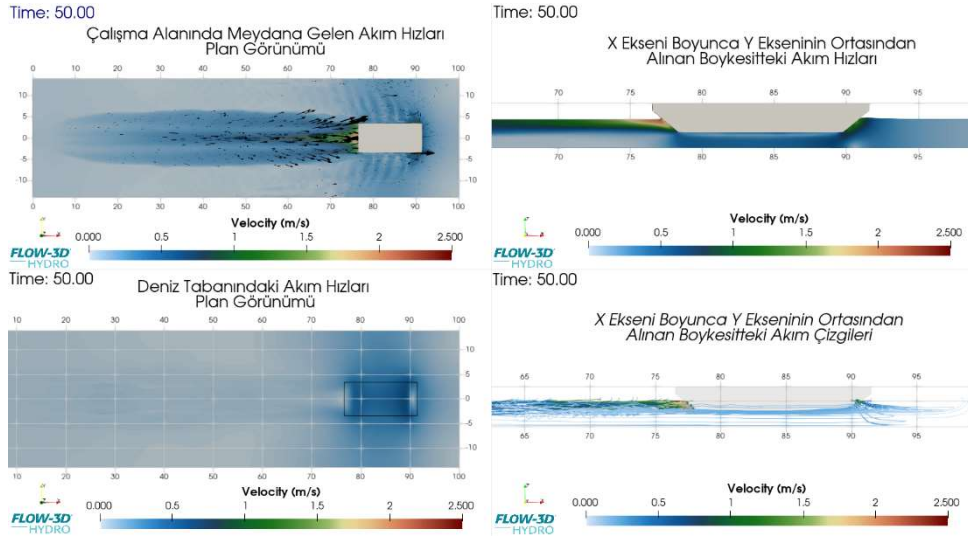 Time: 50.00
Çalışma Alanında Meydana Gelen Akım Hızları
Plan Görünümü
0 10 20 30 40 50 60 70 80 90 100
10
5
0
-5
-10
10
5
0
-5
-10
0 10 20 30 40 50 60 70 80 90 100
Velocity (m/s)
0.000 0.5 1 1.5 2 2.500
FLOW-3D
HYDRO
Time: 50.00
X Ekseni Boyunca Y Ekseninin Ortasından
Alınan Boykesitteki Akım Hızları
70 75 80 85 90 95
70 75 80 85 90 95
Velocity (m/s)
0.000 0.5 1 1.5 2 2.500
FLOW-3D
HYDRO
Time: 50.00
Deniz Tabanındaki Akım Hızları
Plan Görünümü
10 20 30 40 50 60 70 80 90 100
10
5
0
-5
-10
10 20 30 40 50 60 70 80 90 100
Velocity (m/s)
0.000 0.5 1 1.5 2 2.500
FLOW-3D
HYDRO
Time: 50.00
X Ekseni Boyunca Y Ekseninin Ortasından
Alınan Boykesitteki Akım Çizgileri
65 70 75 80 85 90 95
65 70 75 80 85 90 95
Velocity (m/s)
0.000 0.5 1 1.5 2 2.500
FLOW-3D
HYDRO